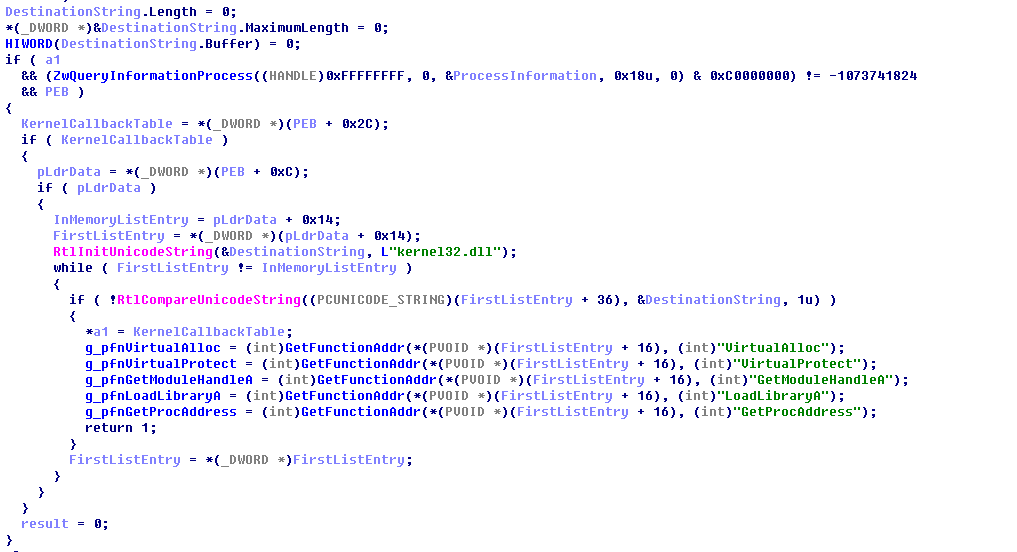 DestinationString.Length = 0;
*(_DWORD *)&DestinationString.MaximumLength = 0;
HIWORD(DestinationString.Buffer) = 0;
if ( a1
&& (ZwQueryInformationProcess((HANDLE)0xFFFFFFFF, 0, &ProcessInformation, 0x18u, 0) & 0xC0000000) != -1073741824
&& PEB )
{
KernelCallbackTable = *(_DWORD *)(PEB + 0x2C);
if ( KernelCallbackTable )
{
pLdrData = *(_DWORD *)(PEB + 0xC);
if ( pLdrData )
{
InMemoryListEntry = pLdrData + 0x14;
FirstListEntry = *(_DWORD *)(pLdrData + 0x14);
RtlInitUnicodeString(&DestinationString, L"kernel32.dll");
while ( FirstListEntry != InMemoryListEntry )
{
if ( !RtlCompareUnicodeString((PCUNICODE_STRING)(FirstListEntry + 36), &DestinationString, 1u) )
{
*a1 = KernelCallbackTable;
g_pfnVirtualAlloc = (int)GetFunctionAddr(*(PVOID *)(FirstListEntry + 16), (int)"VirtualAlloc");
g_pfnVirtualProtect = (int)GetFunctionAddr(*(PVOID *)(FirstListEntry + 16), (int)"VirtualProtect");
g_pfnGetModuleHandleA = (int)GetFunctionAddr(*(PVOID *)(FirstListEntry + 16), (int)"GetModuleHandleA");
g_pfnLoadLibraryA = (int)GetFunctionAddr(*(PVOID *)(FirstListEntry + 16), (int)"LoadLibraryA");
g_pfnGetProcAddress = (int)GetFunctionAddr(*(PVOID *)(FirstListEntry + 16), (int)"GetProcAddress");
return 1;
}
FirstListEntry = *(_DWORD *)FirstListEntry;
}
}
}
result = 0;
}